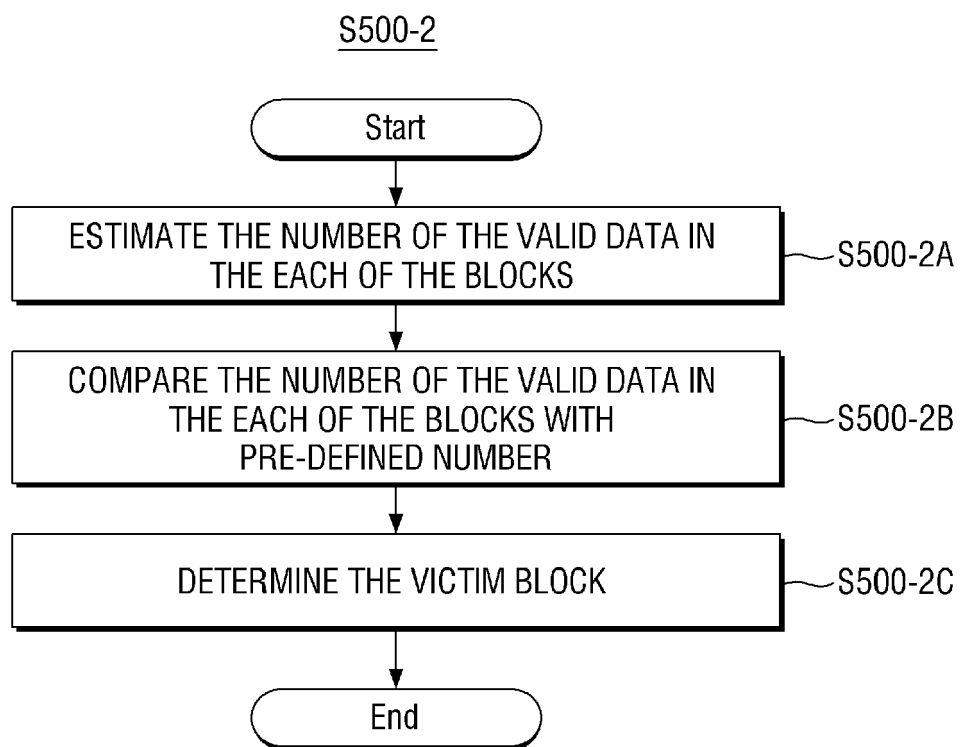 S500-2
Start
ESTIMATE THE NUMBER OF THE VALID DATA IN
THE EACH OF THE BLOCKS
S500-2A
COMPARE THE NUMBER OF THE VALID DATA IN
THE EACH OF THE BLOCKS WITH
PRE-DEFINED NUMBER
S500-2B
DETERMINE THE VICTIM BLOCK
S500-2C
End